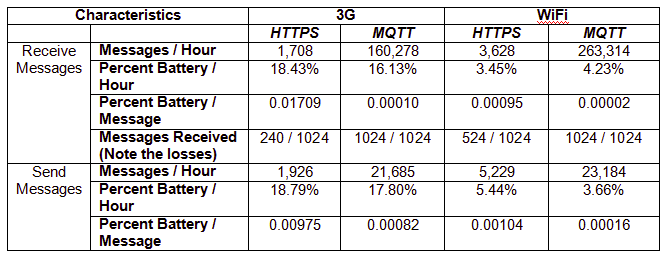 Characteristics 3G WiFi
HTTPS MQTT HTTPS MQTT
Receive Messages / Hour 1,708 160,278 3,628 263,314
Messages Percent Battery / 18.43% 16.13% 3.45% 4.23%
Hour
Percent Battery / 0.01709 0.00010 0.00095 0.00002
Message
Messages Received 240 / 1024 1024 / 1024 524 / 1024 1024 / 1024
(Note the losses)
Send Messages / Hour 1,926 21,685 5,229 23,184
Messages Percent Battery / 18.79% 17.80% 5.44% 3.66%
Hour
Percent Battery / 0.00975 0.00082 0.00104 0.00016
Message